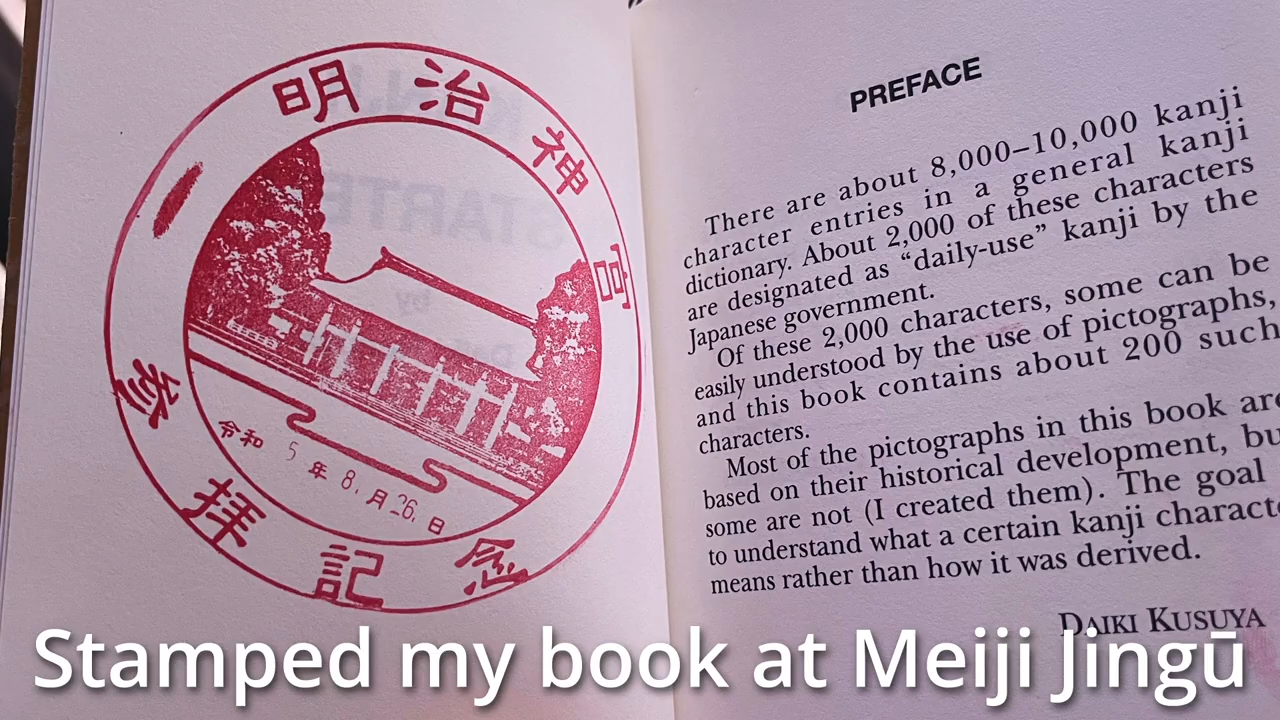 明治神宮
令和 5 年 8. 月 26. 日
参拝記念
PREFACE
There are about 8,000–10,000 kanji
character entries in a general kanji
dictionary. About 2,000 of these characters
are designated as “daily-use” kanji by the
Japanese government.
Of these 2,000 characters, some can be
easily understood by the use of pictographs,
and this book contains about 200 such
characters.
Most of the pictographs in this book are
based on their historical development, bu
some are not (I created them). The goal
to understand what a certain kanji characte
means rather than how it was derived.
DAIKI KUSUYA
Stamped my book at Meiji Jingū